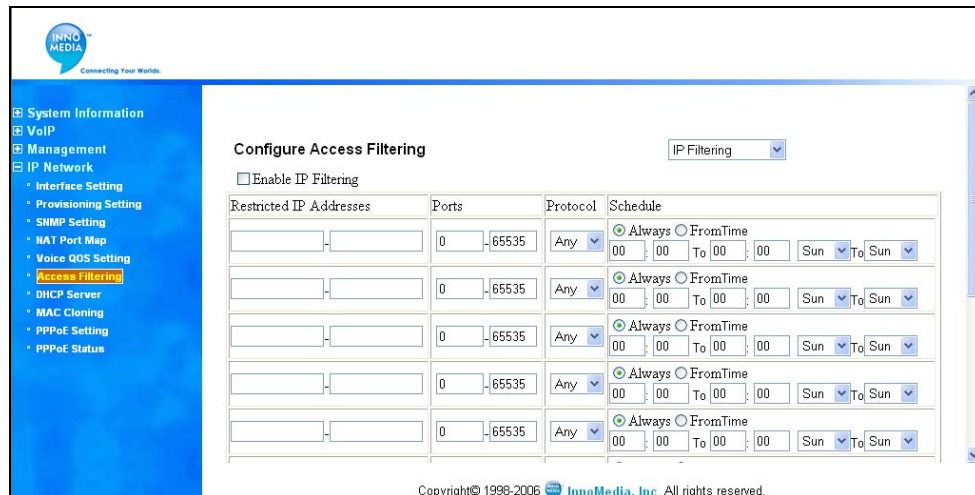 INNO
MEDIA
™
Connecting Your Worlds.
System Information
VoIP
Management
IP Network
Interface Setting
Provisioning Setting
SNMP Setting
NAT Port Map
Voice QOS Setting
Access Filtering
DHCP Server
MAC Cloning
PPPoE Setting
PPPoE Status
Configure Access Filtering
IP Filtering
Enable IP Filtering
Restricted IP Addresses Ports Protocol Schedule
Always FromTime
- 0 - 65535 Any
00 : 00 To 00 : 00 Sun To Sun
Always FromTime
- 0 - 65535 Any
00 : 00 To 00 : 00 Sun To Sun
Always FromTime
- 0 - 65535 Any
00 : 00 To 00 : 00 Sun To Sun
Always FromTime
- 0 - 65535 Any
00 : 00 To 00 : 00 Sun To Sun
Always FromTime
- 0 - 65535 Any
00 : 00 To 00 : 00 Sun To Sun
Copyright© 1998-2006 InnoMedia, Inc All rights reserved.